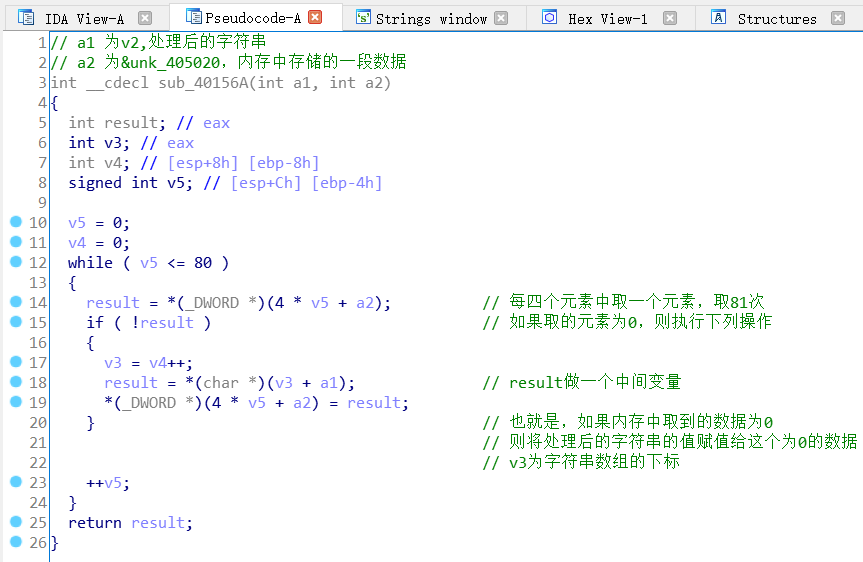 IDA View-A Pseudocode-A Strings window Hex View-1 Structures
1 // a1 为v2,处理后的字符串
2 // a2 为&unk_405020，内存中存储的一段数据
3 int __cdecl sub_40156A(int a1, int a2)
4 {
5 int result; // eax
6 int v3; // eax
7 int v4; // [esp+8h] [ebp-8h]
8 signed int v5; // [esp+Ch] [ebp-4h]
9
10 v5 = 0;
11 v4 = 0;
12 while ( v5 <= 80 )
13 {
14 result = *(_DWORD *)(4 * v5 + a2); // 每四个元素中取一个元素，取81次
15 if ( !result ) // 如果取的元素为0，则执行下列操作
16 {
17 v3 = v4++;
18 result = *(char *)(v3 + a1); // result做一个中间变量
19 *(_DWORD *)(4 * v5 + a2) = result;
20 } // 也就是，如果内存中取到的数据为0
21 // 则将处理后的字符串的值赋值给这个为0的数据
22 // v3为字符串数组的下标
23 ++v5;
24 }
25 return result;
26 }